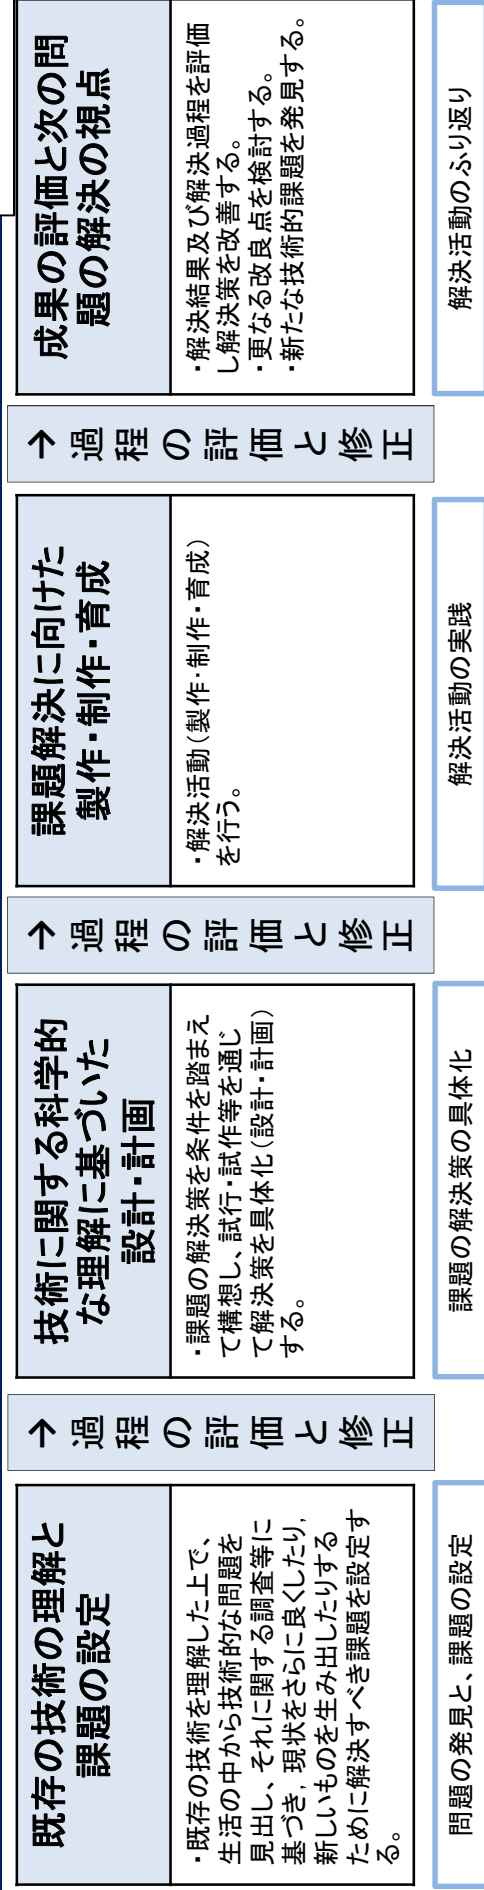 既存の技術の理解と
課題の設定
・既存の技術を理解した上で、
生活の中から技術的な問題を
見出し、それに関する調査等に
基づき，現状をさらに良くしたり，
新しいものを生み出したりする
ために解決すべき課題を設定す
る。
問題の発見と、課題の設定
→過程の評価と修正
技術に関する科学的
な理解に基づいた
設計・計画
・課題の解決策を条件を踏まえ
て構想し、試行・試作等を通じ
て解決策を具体化（設計・計画）
する。
課題の解決策の具体化
→過程の評価と修正
課題解決に向けた
製作・制作・育成
・解決活動（製作・制作・育成）
を行う。
解決活動の実践
→過程の評価と修正
成果の評価と次の問
題の解決の視点
・解決結果及び解決過程を評価
し解決策を改善する。
・更なる改良点を検討する。
・新たな技術的課題を発見する。
解決活動のふり返り